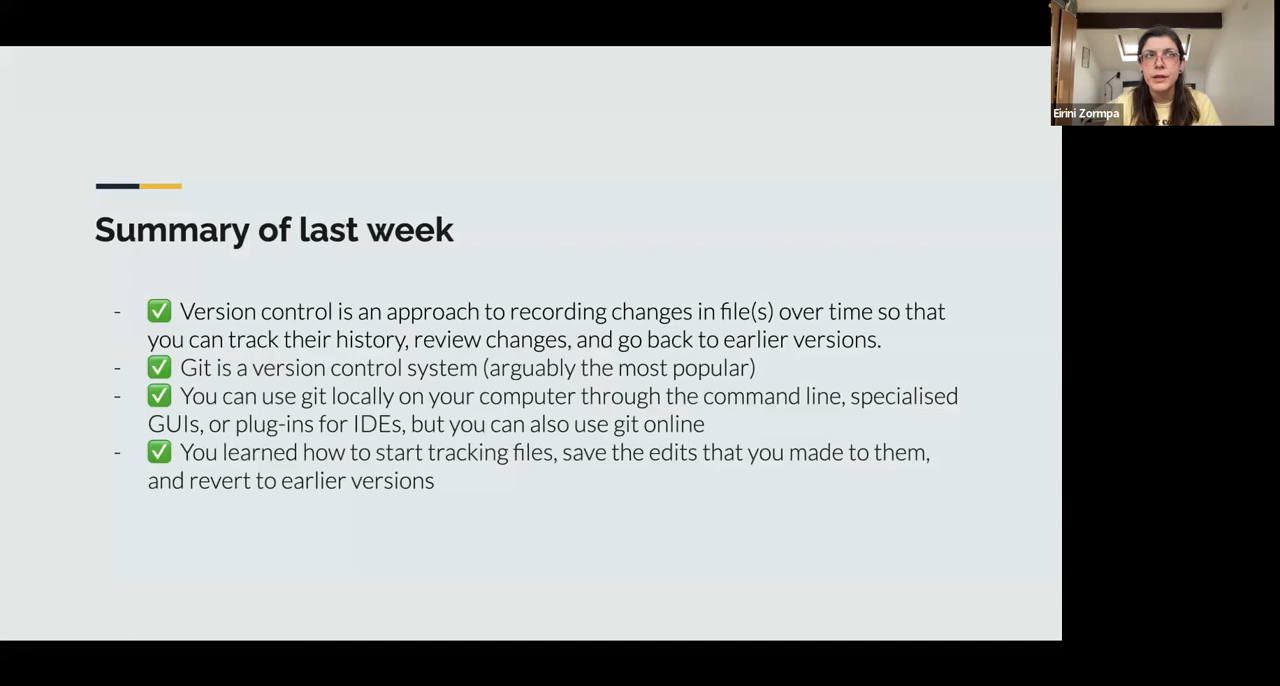 Eirini Zormpa
Summary of last week
- ✅ Version control is an approach to recording changes in file(s) over time so that
you can track their history, review changes, and go back to earlier versions.
- ✅ Git is a version control system (arguably the most popular)
- ✅ You can use git locally on your computer through the command line, specialised
GUIs, or plug-ins for IDEs, but you can also use git online
- ✅ You learned how to start tracking files, save the edits that you made to them,
and revert to earlier versions